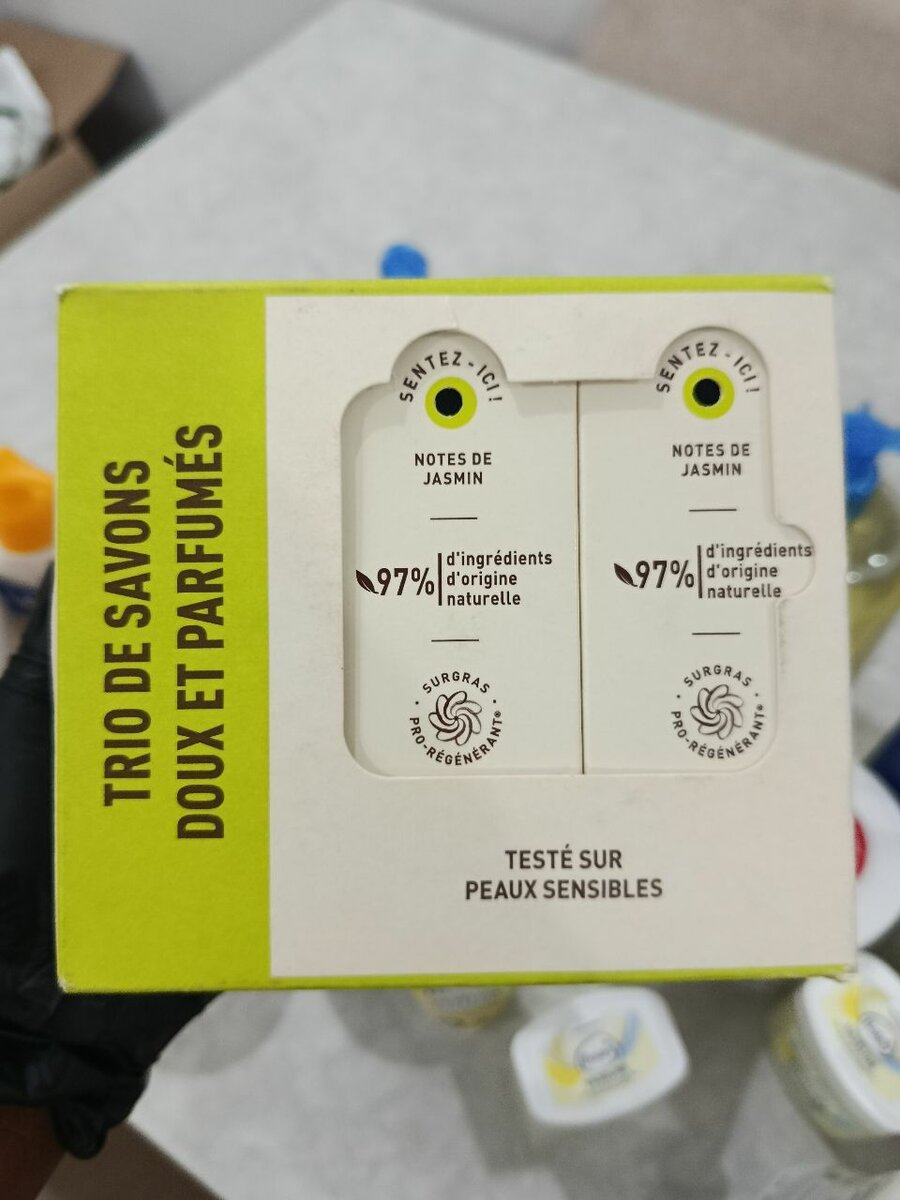 TRIO DE SAVONS
DOUX ET PARFUMÉS
SENTEZ-ICI !
NOTES DE
JASMIN
97%
d'ingrédients
d'origine
naturelle
• SURGRAS •
PRO-RÉGÉNÉRANT®
SENTEZ-ICI !
NOTES DE
JASMIN
97%
d'ingrédients
d'origine
naturelle
• SURGRAS •
PRO-RÉGÉNÉRANT®
TESTÉ SUR
PEAUX SENSIBLES